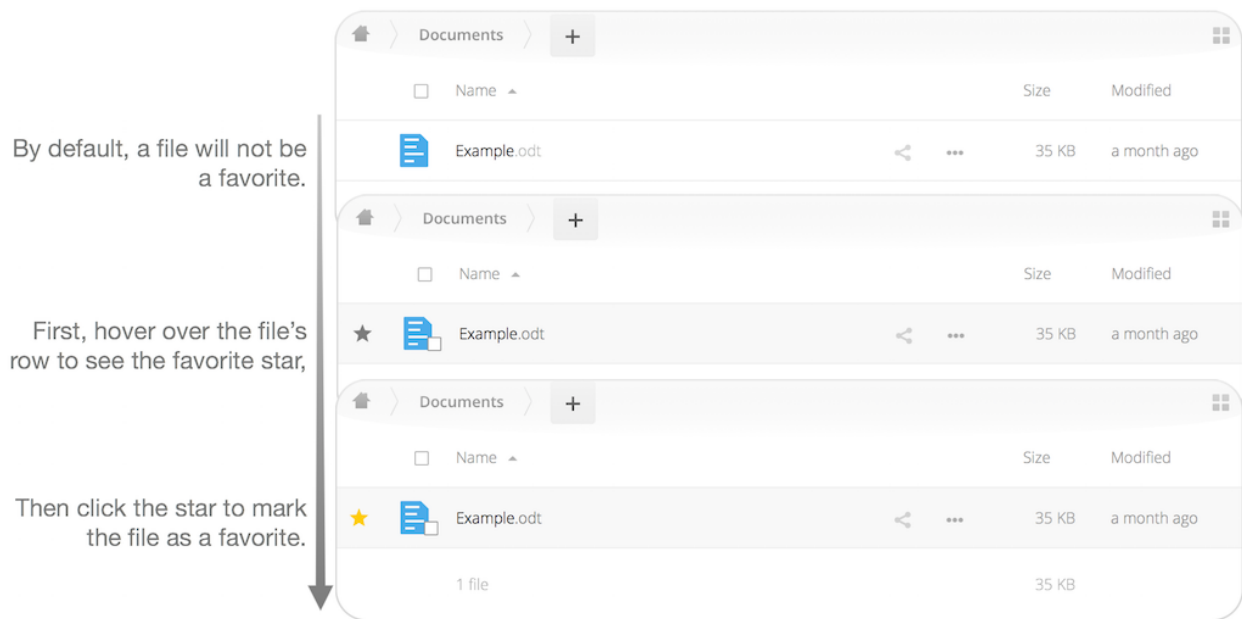 Documents +
Name Size Modified
By default, a file will not be
a favorite.
Example.odt ••• 35 KB a month ago
Documents +
Name Size Modified
First, hover over the file’s
row to see the favorite star,
Example.odt ••• 35 KB a month ago
Documents +
Name Size Modified
Then click the star to mark
the file as a favorite.
Example.odt ••• 35 KB a month ago
1 file 35 KB